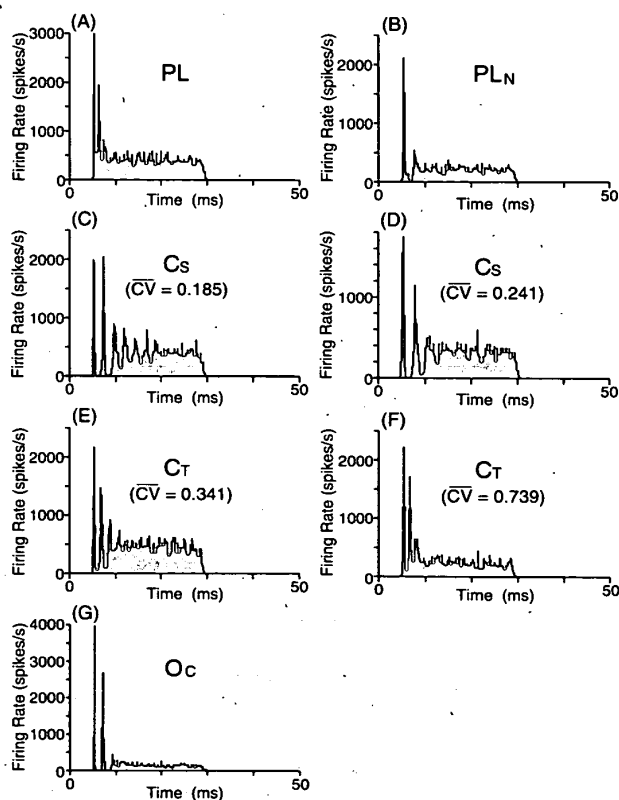 (A)
PL
Firing Rate (spikes/s)
3000
2000
1000
0
0
50
Time (ms)
(B)
PLN
Firing Rate (spikes/s)
2000
1000
0
0
50
Time (ms)
(C)
CS
(CV = 0.185)
Firing Rate (spikes/s)
2000
1000
0
0
50
Time (ms)
(D)
CS
(CV = 0.241)
Firing Rate (spikes/s)
1000
0
0
50
Time (ms)
(E)
CT
(CV = 0.341)
Firing Rate (spikes/s)
2000
1000
0
0
50
Time (ms)
(F)
CT
(CV = 0.739)
Firing Rate (spikes/s)
2000
1000
0
0
50
Time (ms)
(G)
OC
Firing Rate (spikes/s)
4000
3000
2000
1000
0
0
50
Time (ms)